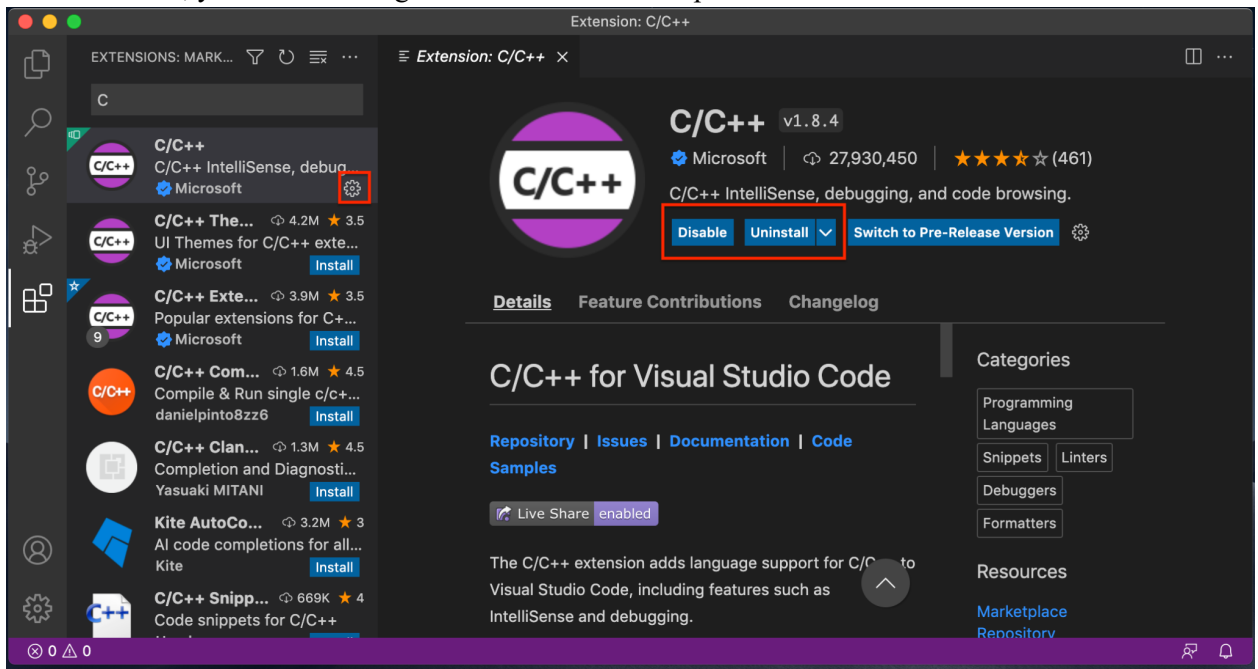 Extension: C/C++
EXTENSIONS: MARK...
Extension: C/C++
C
C/C++
C/C++ IntelliSense, debug...
Microsoft
C/C++ The... 4.2M ★ 3.5
UI Themes for C/C++ exte...
Microsoft Install
C/C++ Exte... 3.9M ★ 3.5
Popular extensions for C+...
9 Microsoft Install
C/C++ Com... 1.6M ★ 4.5
Compile & Run single c/c+...
danielpinto8zz6 Install
C/C++ Clan... 1.3M ★ 4.5
Completion and Diagnosti...
Yasuaki MITANI Install
Kite AutoCo... 3.2M ★ 3
AI code completions for all...
Kite Install
C/C++ Snipp... 669K ★ 4
Code snippets for C/C++
C/C++
C/C++
C/C++
C/C++
C++
C/C++
C/C++ v1.8.4
Microsoft | 27,930,450 | ★★★★☆ (461)
C/C++ IntelliSense, debugging, and code browsing.
Disable Uninstall Switch to Pre-Release Version
Details Feature Contributions Changelog
C/C++ for Visual Studio Code
Repository | Issues | Documentation | Code
Samples
Live Share enabled
The C/C++ extension adds language support for to
Visual Studio Code, including features such as
IntelliSense and debugging.
Categories
Programming
Languages
Snippets Linters
Debuggers
Formatters
Resources
Marketplace
Repository
0 0